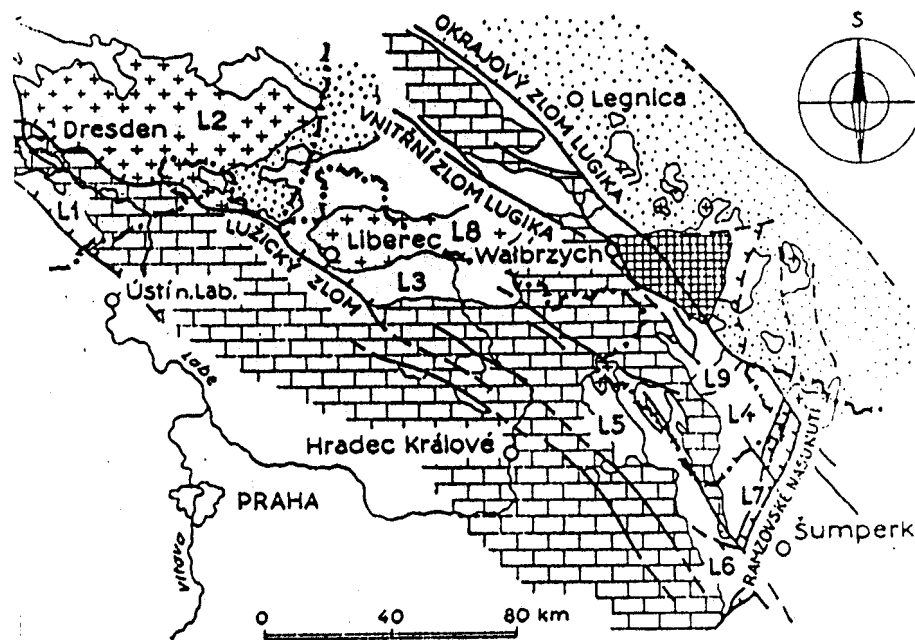 S
OKRAJOVÝ ZLOM LUGIKA
Legnica
L2
Dresden
VNITŘNÍ ZLOM LUGIKA
L1
L8
Liberec
Wałbrzych
LUŽICKÝ ZLOM
L3
Ústí n. Lab.
Labe
L9
L4
L5
Hradec Králové
L7
PRAHA
RAMZOVSKÉ NASUNUTÍ
Šumperk
L6
Vltava
0 40 80 km